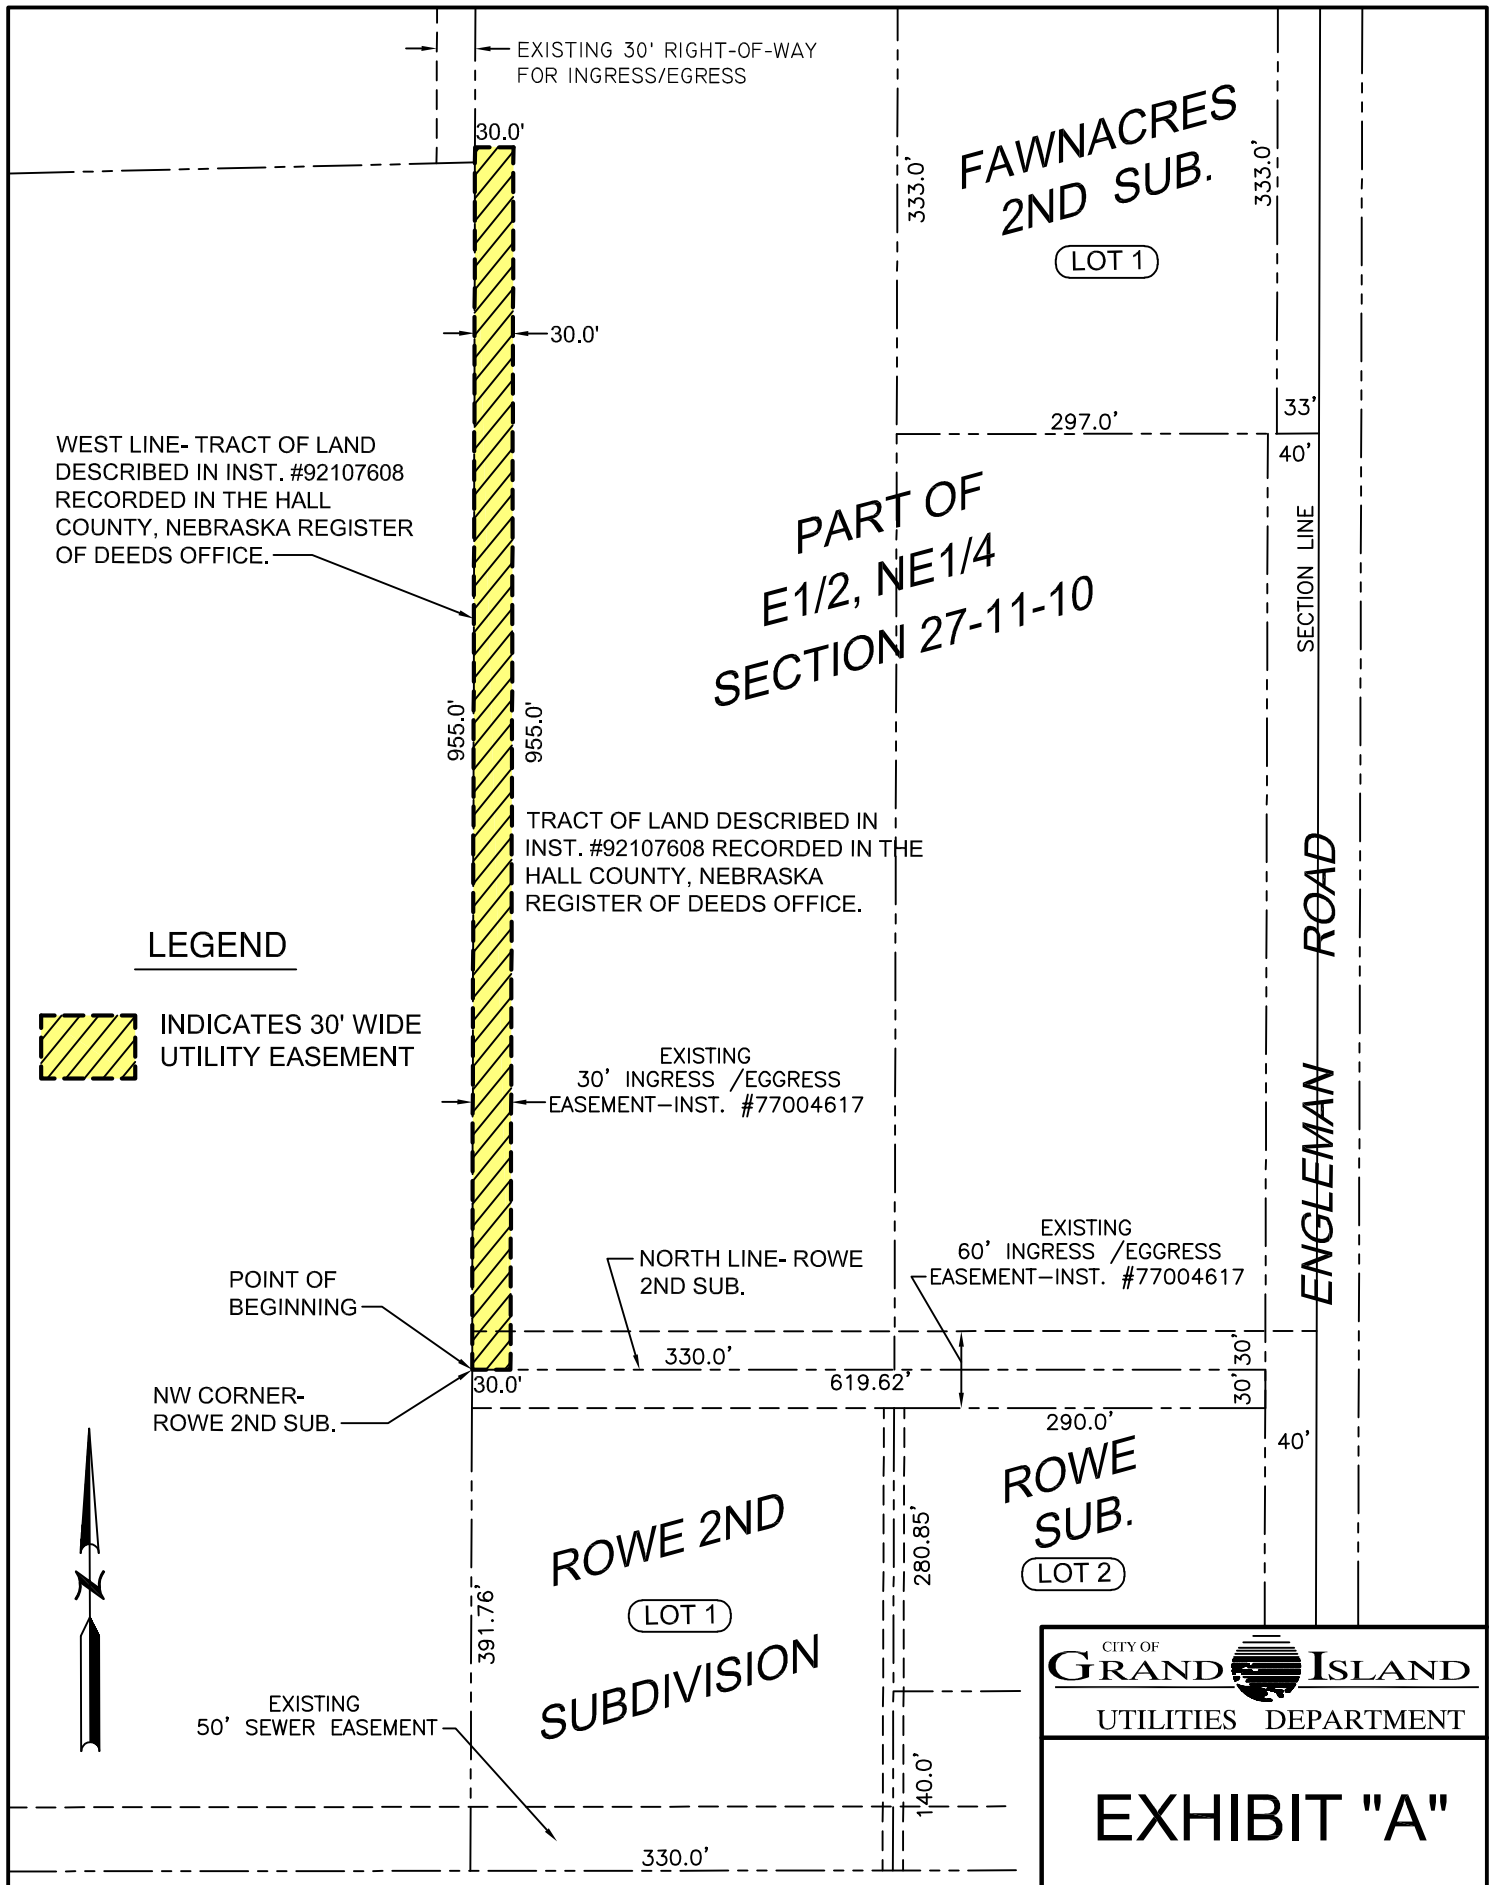 EXISTING 30' RIGHT-OF-WAY
FOR INGRESS/EGRESS
30.0'
FAWNACRES
2ND SUB.
LOT 1
333.0'
333.0'
30.0'
297.0'
33'
40'
WEST LINE- TRACT OF LAND
DESCRIBED IN INST. #92107608
RECORDED IN THE HALL
COUNTY, NEBRASKA REGISTER
OF DEEDS OFFICE.
PART OF
E1/2, NE1/4
SECTION 27-11-10
SECTION LINE
955.0'
955.0'
TRACT OF LAND DESCRIBED IN
INST. #92107608 RECORDED IN THE
HALL COUNTY, NEBRASKA
REGISTER OF DEEDS OFFICE.
ENGLEMAN ROAD
LEGEND
INDICATES 30' WIDE
UTILITY EASEMENT
EXISTING
30' INGRESS /EGGRESS
EASEMENT-INST. #77004617
EXISTING
60' INGRESS /EGGRESS
EASEMENT-INST. #77004617
NORTH LINE- ROWE
2ND SUB.
POINT OF
BEGINNING
330.0'
30'
30.0'
619.62'
30'
NW CORNER-
ROWE 2ND SUB.
290.0'
40'
N
ROWE 2ND
LOT 1
SUBDIVISION
ROWE
SUB.
LOT 2
280.85'
391.76'
EXISTING
50' SEWER EASEMENT
140.0'
330.0'
CITY OF
GRAND ISLAND
UTILITIES DEPARTMENT
EXHIBIT "A"